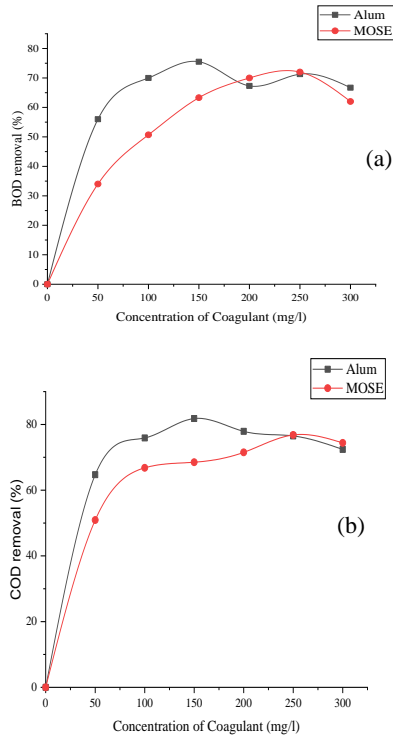 Alum
MOSE
80
70
60
50
40
30
20
10
0
BOD removal (%)
(a)
0 50 100 150 200 250 300
Concentration of Coagulant (mg/l)
Alum
MOSE
80
60
40
20
0
COD removal (%)
(b)
0 50 100 150 200 250 300
Concentration of Coagulant (mg/l)